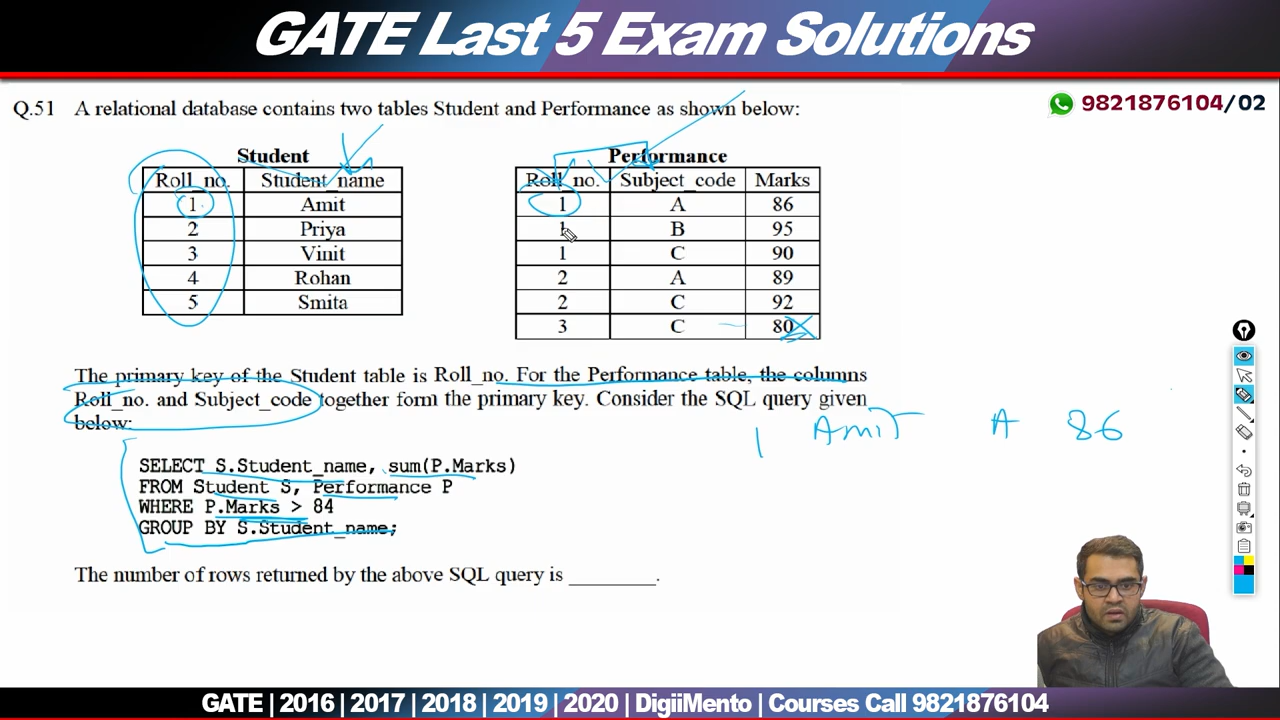 GATE Last 5 Exam Solutions
9821876104/02
Q.51 A relational database contains two tables Student and Performance as shown below:
Student
Roll_no. Student_name
1 Amit
2 Priya
3 Vinit
4 Rohan
5 Smita
Performance
Roll_no. Subject_code Marks
1 A 86
1 B 95
1 C 90
2 A 89
2 C 92
3 C 80
The primary key of the Student table is Roll_no. For the Performance table, the columns
Roll_no. and Subject_code together form the primary key. Consider the SQL query given
below:
1 Amit A 86
SELECT S.Student_name, sum(P.Marks)
FROM Student S, Performance P
WHERE P.Marks > 84
GROUP BY S.Student_name;
The number of rows returned by the above SQL query is ________.
GATE | 2016 | 2017 | 2018 | 2019 | 2020 | DigiiMento | Courses Call 9821876104